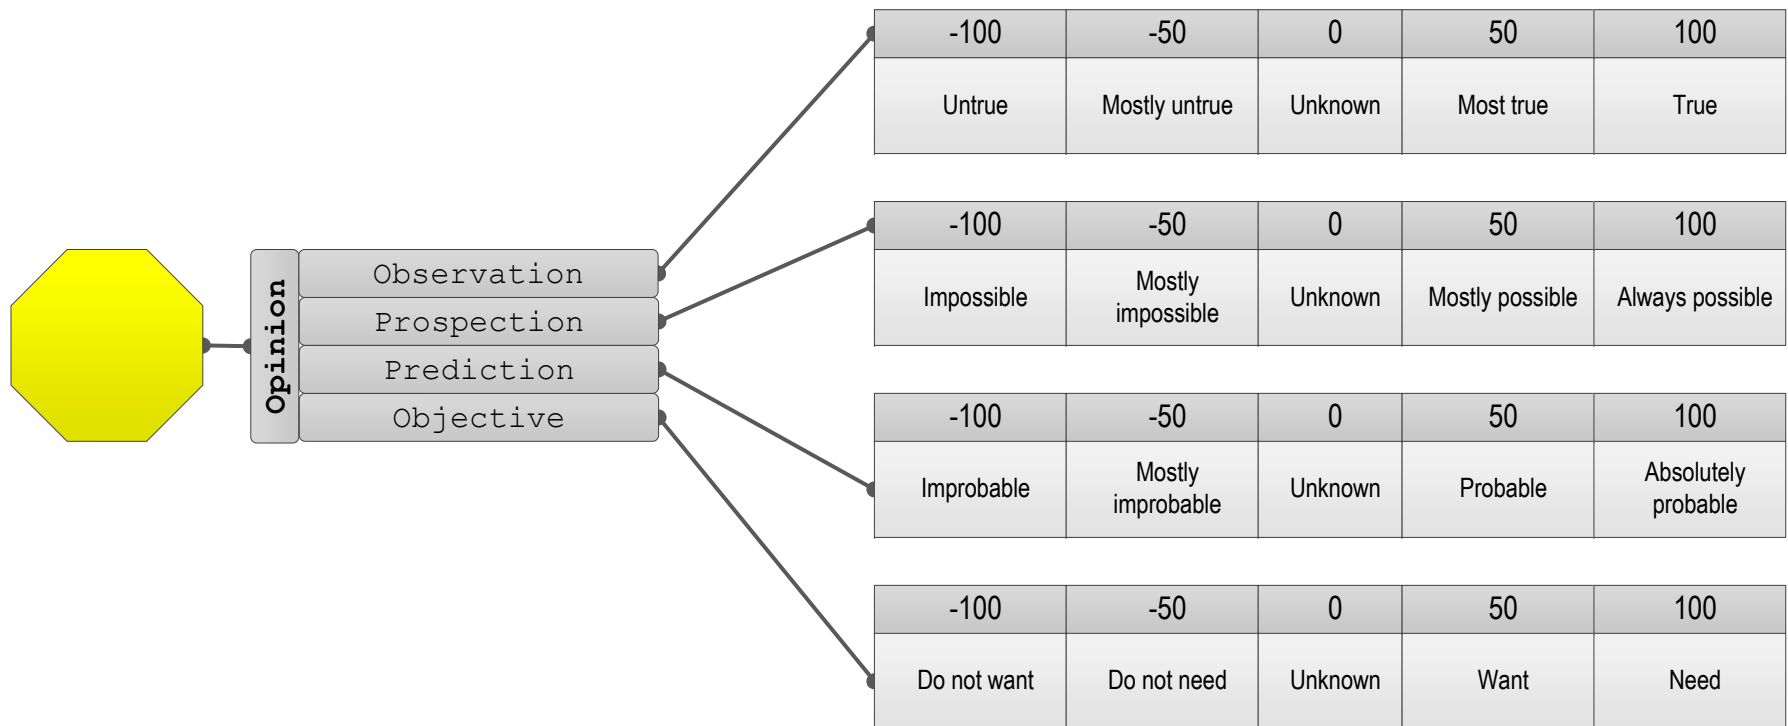 Opinion
Observation
Prospection
Prediction
Objective
-100 -50 0 50 100
Untrue Mostly untrue Unknown Most true True
-100 -50 0 50 100
Impossible Mostly impossible Unknown Mostly possible Always possible
-100 -50 0 50 100
Improbable Mostly improbable Unknown Probable Absolutely probable
-100 -50 0 50 100
Do not want Do not need Unknown Want Need